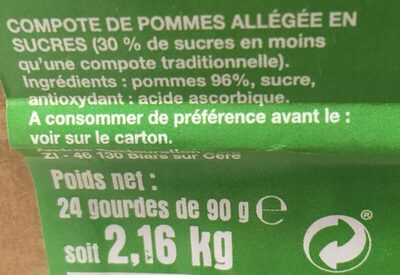 COMPOTE DE POMMES ALLÉGÉE EN
SUCRES (30 % de sucres en moins
qu'une compote traditionnelle).
Ingrédients : pommes 96%, sucre,
antioxydant : acide ascorbique.
A consommer de préférence avant le :
voir sur le carton.
ZI - 46 130 Biars sur Cère
Poids net :
24 gourdes de 90 g ℮
soit 2,16 kg
®